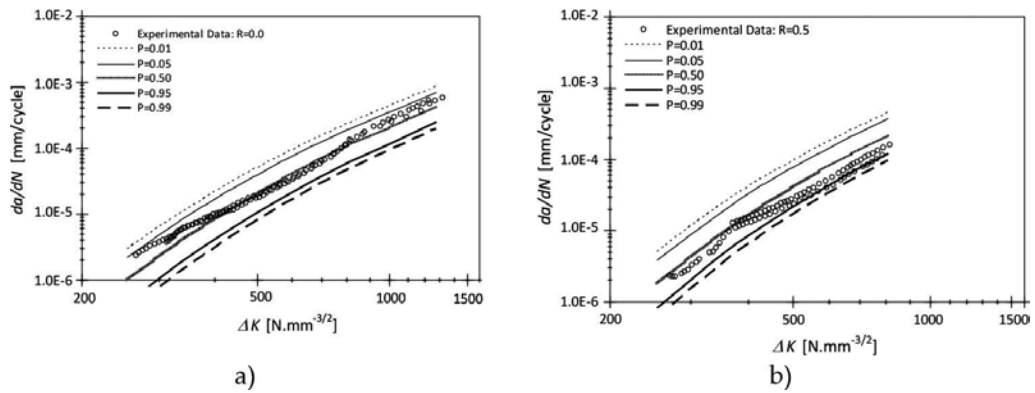 1.0E-2
1.0E-3
1.0E-4
1.0E-5
1.0E-6
da/dN [mm/cycle]
Experimental Data: R=0.0
P=0.01
P=0.05
P=0.50
P=0.95
P=0.99
200
500
1000
1500
ΔK [N.mm-3/2]
a)
1.0E-2
1.0E-3
1.0E-4
1.0E-5
1.0E-6
da/dN [mm/cycle]
Experimental Data: R=0.5
P=0.01
P=0.05
P=0.50
P=0.95
P=0.99
200
500
1000
1500
ΔK [N.mm-3/2]
b)